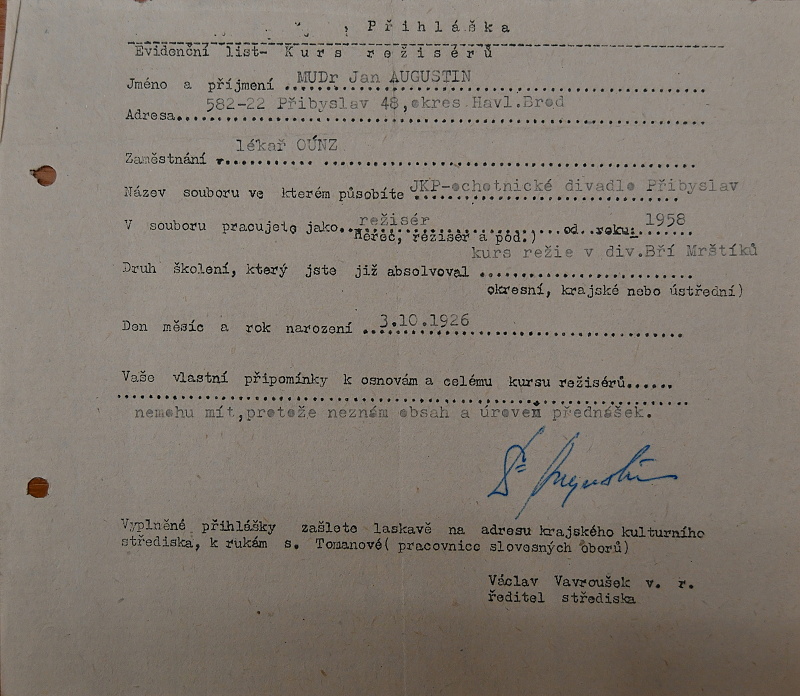 Přihláška
Evidenční list- Kurs režisérů
Jméno a příjmení MUDr Jan AUGUSTIN
582-22 Přibyslav 48,okres Havl.Brod
Adresa
lékař OÚNZ
Zaměstnání
Název souboru ve kterém působíte JKP-ochotnické divadlo Přibyslav
V souboru pracujete jako režisér od roku: 1958
Herec, režisér a pod.)
kurs režie v div.Bří Mrštíků
Druh školení, který jste již absolvoval
okresní, krajské nebo ústřední)
Den měsíc a rok narození 3.10.1926
Vaše vlastní připomínky k osnovám a celému kursu režisérů......
nemohu mít,protože neznám obsah a úroveň přednášek.
Dr Augustin
Vyplněné přihlášky zašlete laskavě na adresu krajského kulturního
střediska, k rukám s. Tomanové( pracovnice slovesných oborů)
Václav Vavroušek v. r.
ředitel střediska